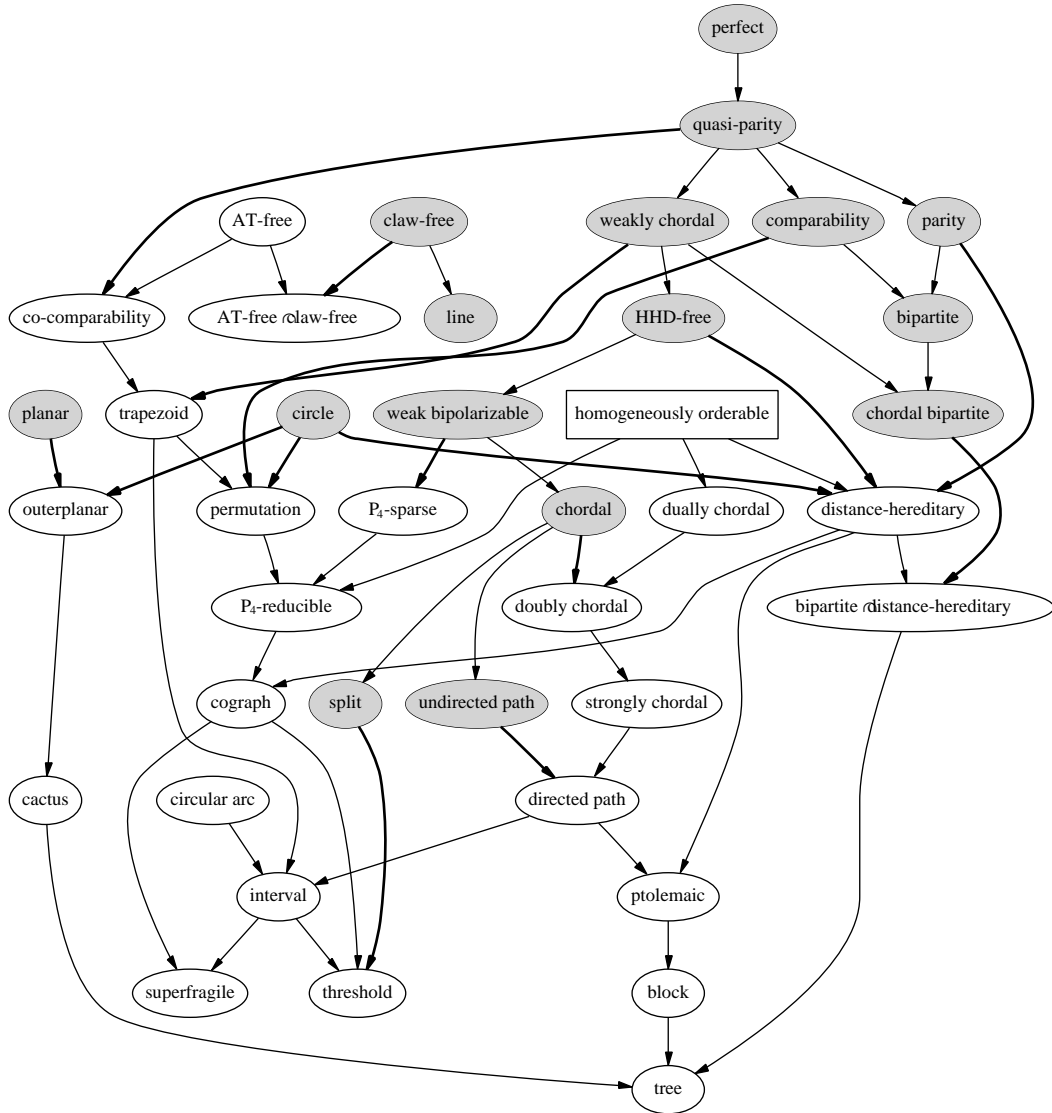 perfect
quasi-parity
AT-free
claw-free
weakly chordal
comparability
parity
co-comparability
AT-free ∩ claw-free
line
HHD-free
bipartite
planar
trapezoid
circle
weak bipolarizable
homogeneously orderable
chordal bipartite
outerplanar
permutation
P₄-sparse
chordal
dually chordal
distance-hereditary
P₄-reducible
doubly chordal
bipartite ∩ distance-hereditary
cograph
split
undirected path
strongly chordal
cactus
circular arc
directed path
interval
ptolemaic
superfragile
threshold
block
tree